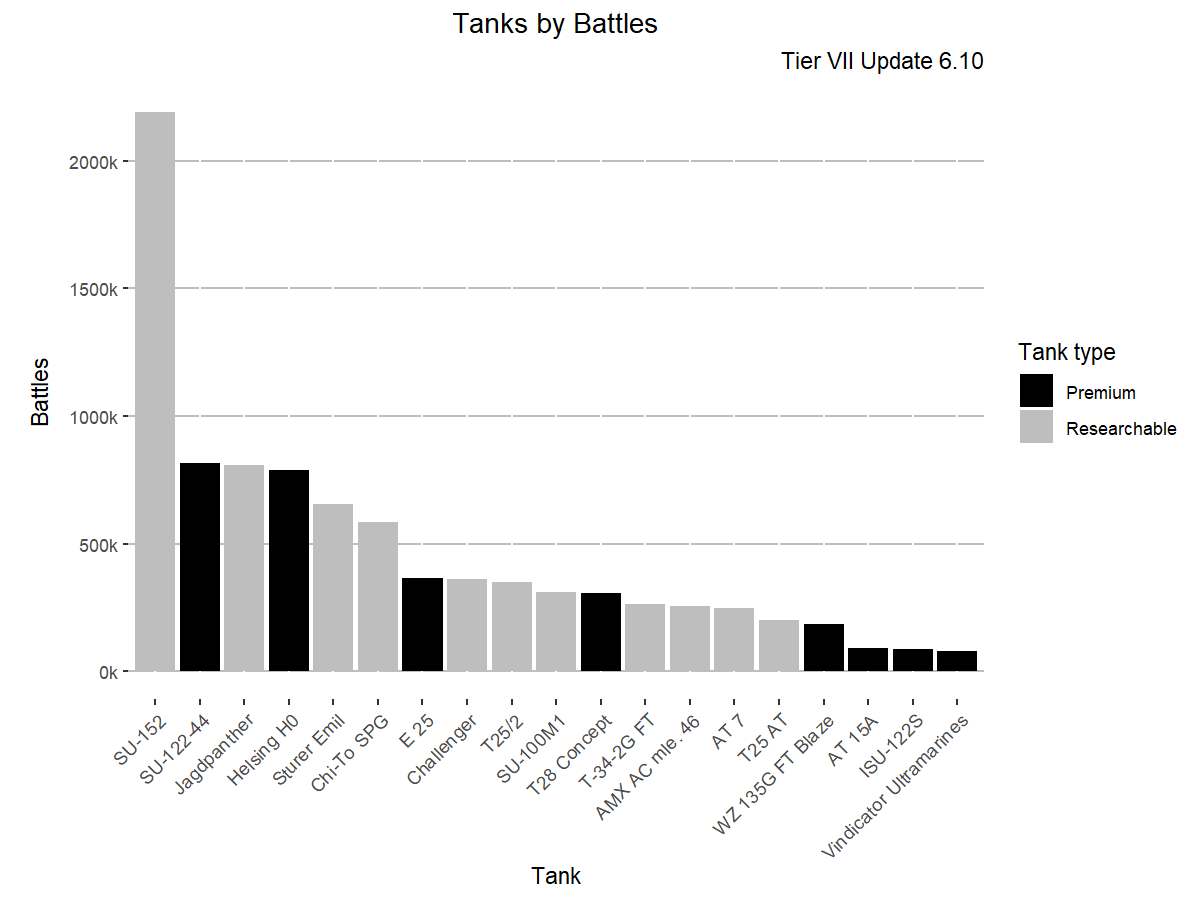 Tanks by Battles
Tier VII Update 6.10
2000k
1500k
1000k
500k
0k
Battles
SU-152
SU-122-44
Jagdpanther
Helsing H0
Sturer Emil
Chi-To SPG
E 25
Challenger
T25/2
SU-100M1
T28 Concept
T-34-2G FT
AMX AC mle. 46
AT 7
T25 AT
WZ 135G FT Blaze
AT 15A
ISU-122S
Vindicator Ultramarines
Tank
Tank type
Premium
Researchable